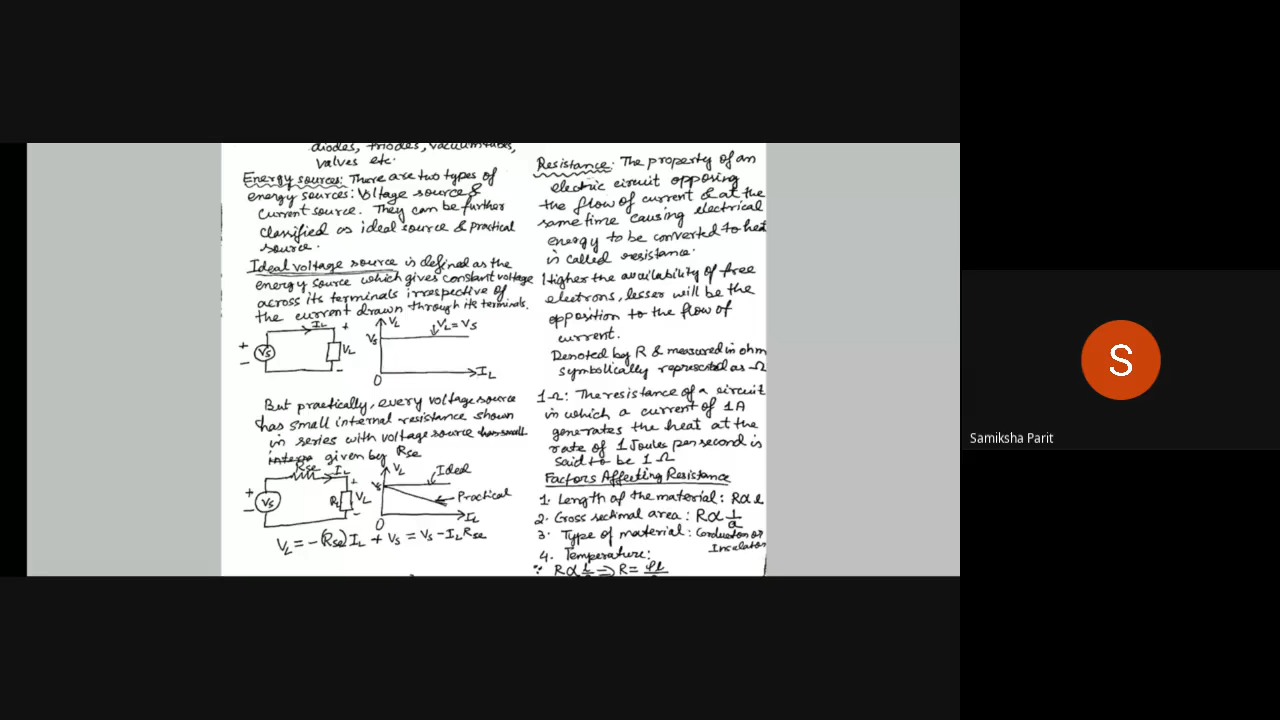 diodes, triodes, vacuum tubes,
valves etc.
Energy sources: There are two types of
energy sources: Voltage source &
Current source. They can be further
classified as ideal source & practical
source.
Ideal voltage source is defined as the
energy source which gives constant voltage
across its terminals irrespective of
the current drawn through its terminals.
IL + VL VL = VS
+ VS - VL - VS
O IL
But practically, every voltage source
has small internal resistance shown
in series with voltage source has small
interga given by Rse
Rse IL + VL Ideal
+ VS - RL VL - VS Practical
O IL
VL = -(Rse) IL + VS = VS - IL Rse
Resistance: The property of an
electric circuit opposing
the flow of current & at the
same time causing electrical
energy to be converted to heat
is called resistance.
Higher the availability of free
electrons, lesser will be the
opposition to the flow of
current.
Denoted by R & measured in ohm
symbolically represented as Ω
1 Ω: The resistance of a circuit
in which a current of 1A
generates the heat at the
rate of 1 Joules per second is
said to be 1 Ω
Factors Affecting Resistance
1. Length of the material: R α l
2. Cross sectional area: R α 1/a
3. Type of material: Conductor or
Insulator
4. Temperature:
∵ R α l/a ⇒ R = ρl/a
S
Samiksha Parit